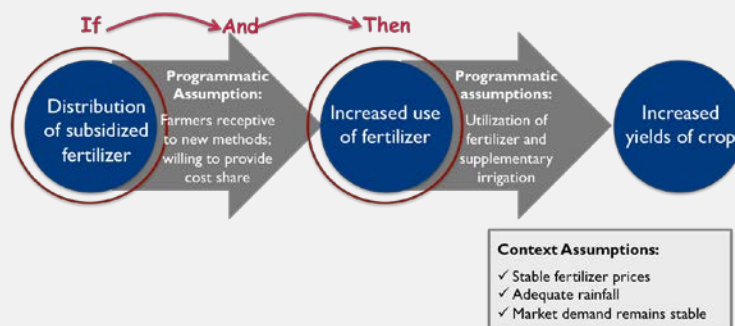 If And Then
Distribution
of subsidized
fertilizer
Programmatic
Assumption:
Farmers receptive
to new methods;
willing to provide
cost share
Increased use
of fertilizer
Programmatic
assumptions:
Utilization of
fertilizer and
supplementary
irrigation
Increased
yields of crop
Context Assumptions:
✓ Stable fertilizer prices
✓ Adequate rainfall
✓ Market demand remains stable